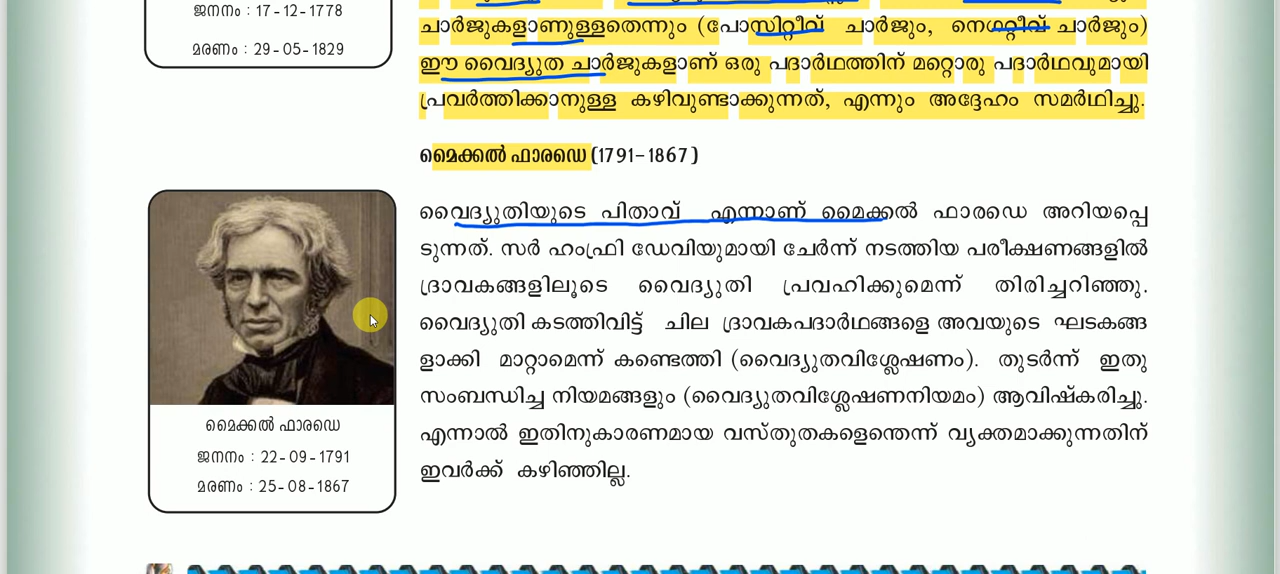 ജനനം : 17-12-1778
മരണം : 29-05-1829
ചാർജുകളാണുള്ളതെന്നും (പോസിറ്റീവ് ചാർജും, നെഗറ്റീവ് ചാർജും)
ഈ വൈദ്യുത ചാർജുകളാണ് ഒരു പദാർഥത്തിന് മറ്റൊരു പദാർഥവുമായി
പ്രവർത്തിക്കാനുള്ള കഴിവുണ്ടാക്കുന്നത്, എന്നും അദ്ദേഹം സമർഥിച്ചു.
മൈക്കൽ ഫാരഡെ (1791-1867)
വൈദ്യുതിയുടെ പിതാവ് എന്നാണ് മൈക്കൽ ഫാരഡെ അറിയപ്പെ
ടുന്നത്. സർ ഹംഫ്രി ഡേവിയുമായി ചേർന്ന് നടത്തിയ പരീക്ഷണങ്ങളിൽ
ദ്രാവകങ്ങളിലൂടെ വൈദ്യുതി പ്രവഹിക്കുമെന്ന് തിരിച്ചറിഞ്ഞു.
വൈദ്യുതി കടത്തിവിട്ട് ചില ദ്രാവകപദാർഥങ്ങളെ അവയുടെ ഘടകങ്ങ
ളാക്കി മാറ്റാമെന്ന് കണ്ടെത്തി (വൈദ്യുതവിശ്ലേഷണം). തുടർന്ന് ഇതു
സംബന്ധിച്ച നിയമങ്ങളും (വൈദ്യുതവിശ്ലേഷണനിയമം) ആവിഷ്കരിച്ചു.
എന്നാൽ ഇതിനുകാരണമായ വസ്തുതകളെന്തെന്ന് വ്യക്തമാക്കുന്നതിന്
ഇവർക്ക് കഴിഞ്ഞില്ല.
മൈക്കൽ ഫാരഡെ
ജനനം : 22-09-1791
മരണം : 25-08-1867